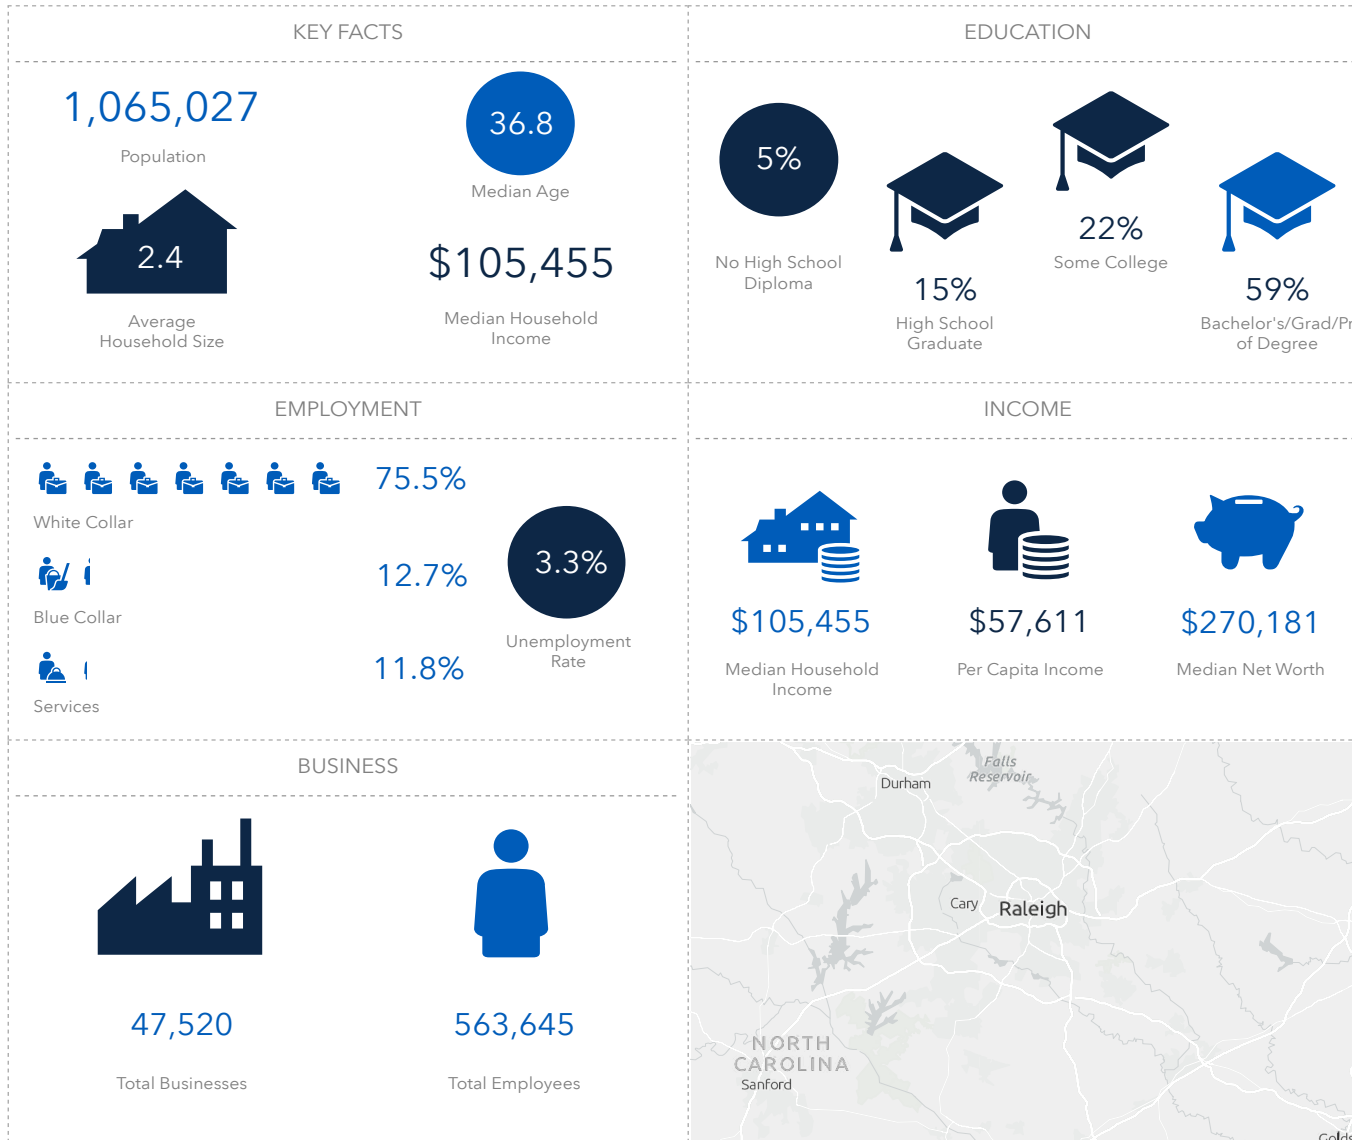 KEY FACTS
1,065,027
Population
36.8
Median Age
2.4
Average
Household Size
$105,455
Median Household
Income
EDUCATION
5%
No High School
Diploma
15%
High School
Graduate
22%
Some College
59%
Bachelor's/Grad/Pr
of Degree
EMPLOYMENT
75.5%
White Collar
12.7%
Blue Collar
11.8%
Services
3.3%
Unemployment
Rate
INCOME
$105,455
Median Household
Income
$57,611
Per Capita Income
$270,181
Median Net Worth
BUSINESS
47,520
Total Businesses
563,645
Total Employees
Falls
Reservoir
Durham
Cary
Raleigh
NORTH
CAROLINA
Sanford